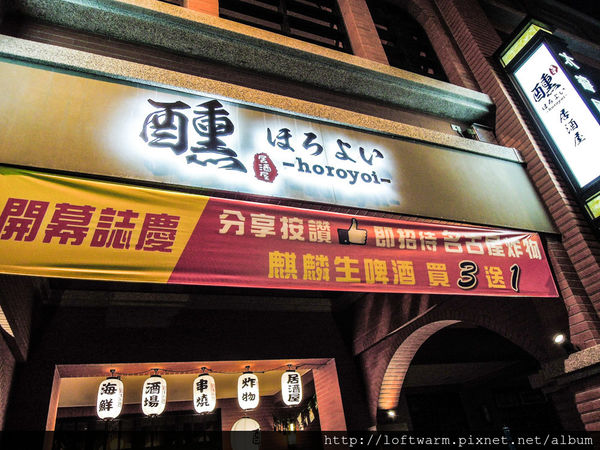 醺
ほろよい
-horoyoi-
居酒屋
醺
ほろよい
horoyoi
居酒屋
開幕誌慶
分享按讚 即招待 名古屋炸物
麒麟生啤酒 買3送1
海鮮
酒場
串燒
炸物
居酒屋
http://loftwarm.pixnet.net/album